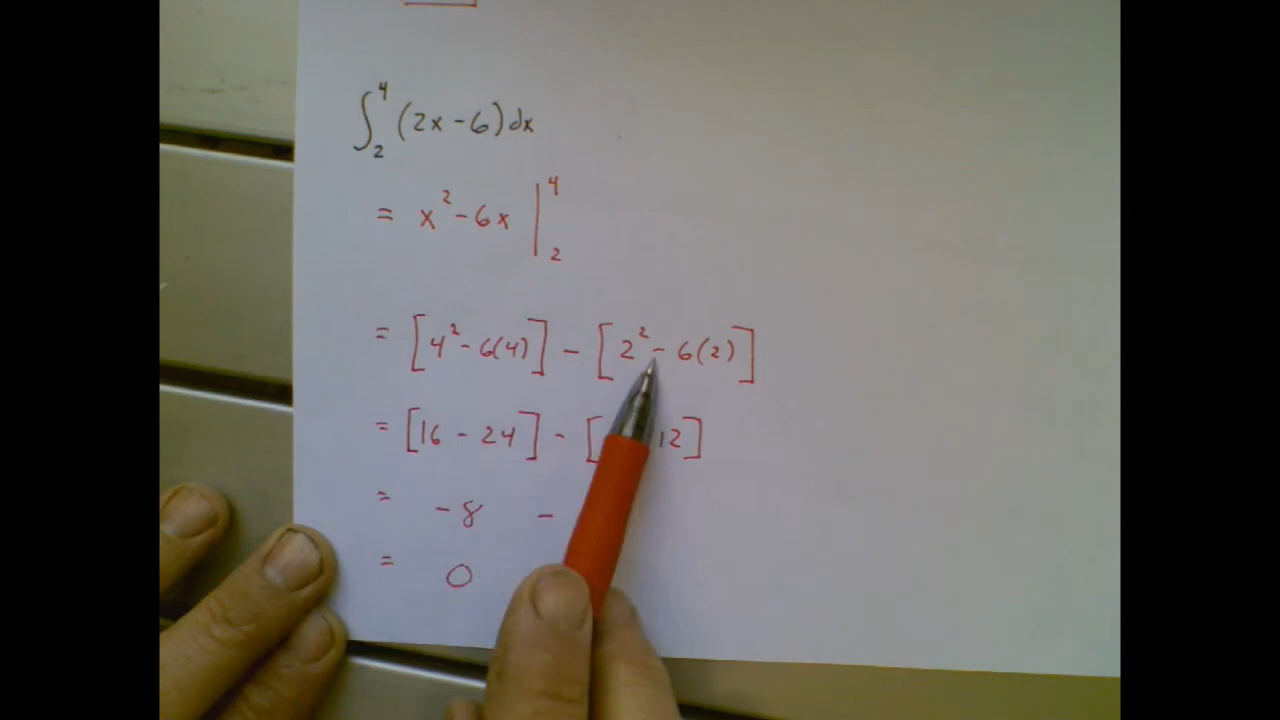 ∫₂⁴ (2x - 6) dx
= x² - 6x |₂⁴
= [4² - 6(4)] - [2² - 6(2)]
= [16 - 24] - [ 12]
= -8 -
= 0